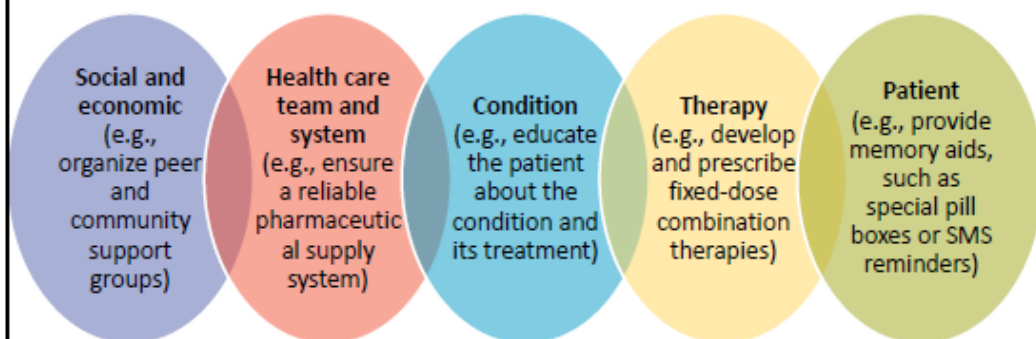 Social and
economic
(e.g.,
organize peer
and
community
support
groups)
Health care
team and
system
(e.g., ensure
a reliable
pharmaceutic
al supply
system)
Condition
(e.g., educate
the patient
about the
condition and
its treatment)
Therapy
(e.g., develop
and prescribe
fixed-dose
combination
therapies)
Patient
(e.g., provide
memory aids,
such as
special pill
boxes or SMS
reminders)